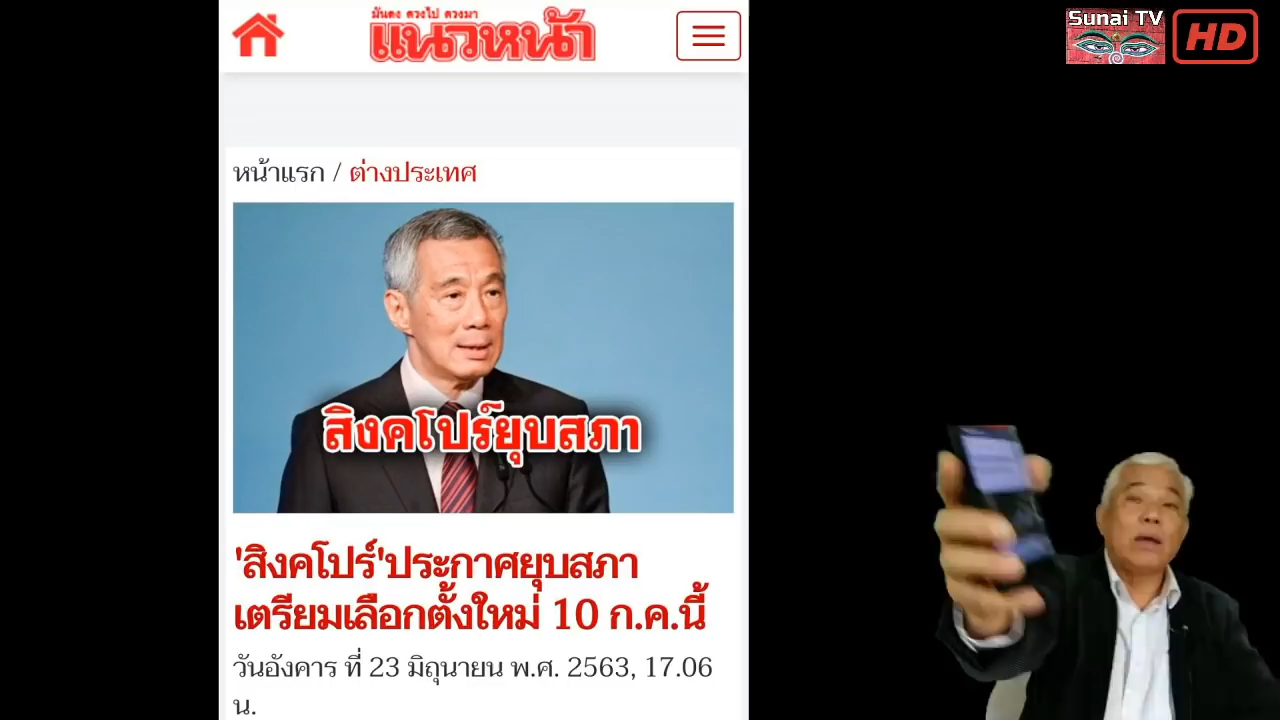 มั่นคง ตรงไป ตรงมา
แนวหน้า
Sunai TV
HD
หน้าแรก / ต่างประเทศ
สิงคโปร์ยุบสภา
'สิงคโปร์'ประกาศยุบสภา
เตรียมเลือกตั้งใหม่ 10 ก.ค.นี้
วันอังคาร ที่ 23 มิถุนายน พ.ศ. 2563, 17.06
น.